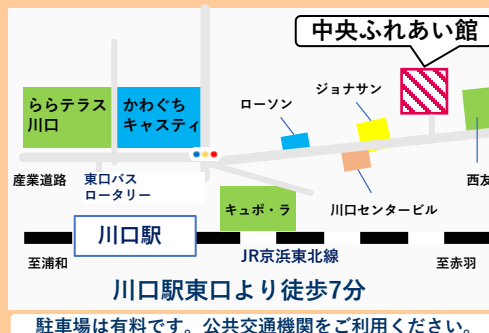 中央ふれあい館
ジョナサン
ららテラス
川口
かわぐち
キャスティ
ローソン
産業道路
東口バス
ロータリー
西友
キュポ・ラ
川口センタービル
川口駅
JR京浜東北線
至浦和
至赤羽
川口駅東口より徒歩7分
駐車場は有料です。公共交通機関をご利用ください。